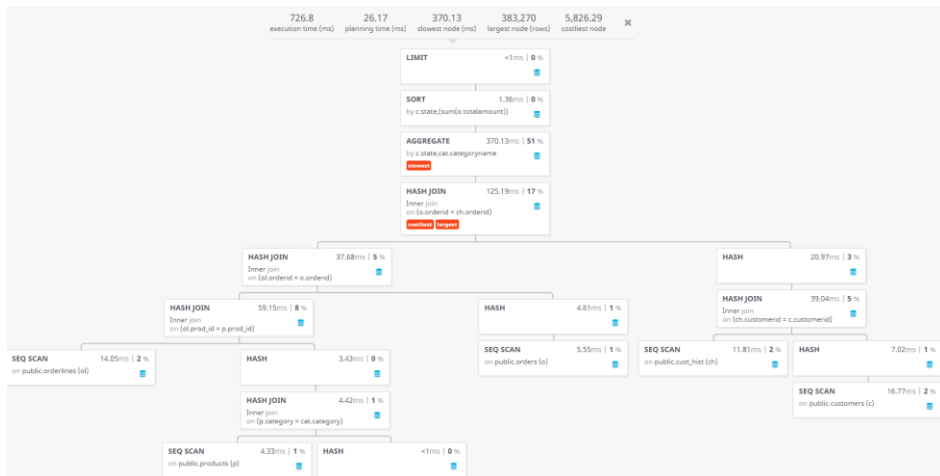 726.8 26.17 370.13 383,270 5,826.29 ✖
execution time (ms) planning time (ms) slowest node (ms) largest node (rows) costliest node
LIMIT <1ms | 0 %
SORT 1.36ms | 0 %
by c.state,(sum(o.totalamount))
AGGREGATE 370.13ms | 51 %
by c.state,cat.categoryname
slowest
HASH JOIN 125.19ms | 17 %
Inner join
on (o.orderid = ch.orderid)
costliest largest
HASH JOIN 37.68ms | 5 %
Inner join
on (ol.orderid = o.orderid)
HASH 20.97ms | 3 %
HASH JOIN 59.15ms | 8 %
Inner join
on (ol.prod_id = p.prod_id)
HASH 4.61ms | 1 %
HASH JOIN 39.04ms | 5 %
Inner join
on (ch.customerid = c.customerid)
SEQ SCAN 14.05ms | 2 %
on public.orderlines (ol)
HASH 3.43ms | 0 %
SEQ SCAN 5.55ms | 1 %
on public.orders (o)
SEQ SCAN 11.81ms | 2 %
on public.cust_hist (ch)
HASH 7.02ms | 1 %
HASH JOIN 4.42ms | 1 %
Inner join
on (p.category = cat.category)
SEQ SCAN 16.77ms | 2 %
on public.customers (c)
SEQ SCAN 4.33ms | 1 %
on public.products (p)
HASH <1ms | 0 %